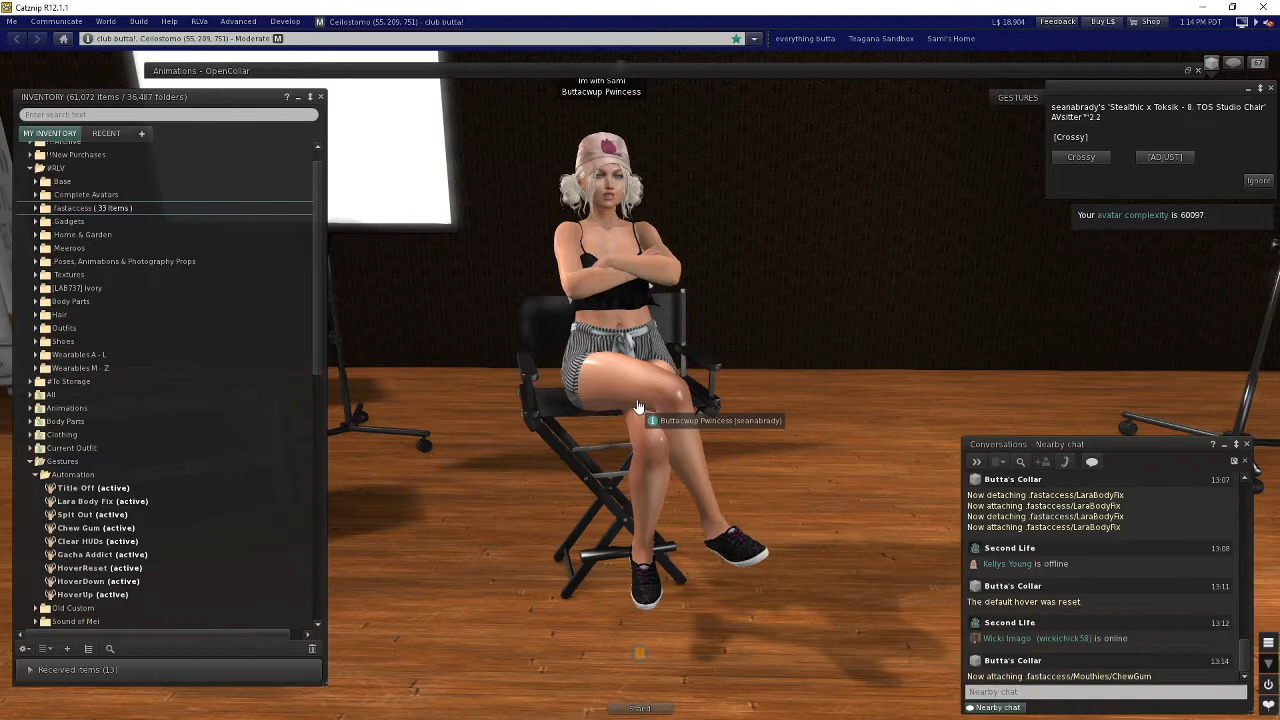 Catznip R12.1.1
Me Communicate World Build Help RLVa Advanced Develop M Ceilostomo (55, 209, 751) - club butta! L$ 18,904 Feedback Buy L$ Shop 1:14 PM PDT
club butta!, Ceilostomo (55, 209, 751) - Moderate M everything butta Teagana Sandbox Sami's Home
Animations - OpenCollar
67
Im with Sami
Buttacwup Pwincess
INVENTORY (61,072 items / 36,487 folders)
Enter search text
MY INVENTORY RECENT +
!!Archive
!!New Purchases
#RLV
Base
Complete Avatars
fastaccess ( 33 Items )
Gadgets
Home & Garden
Meeroos
Poses, Animations & Photography Props
Textures
[LAB737] Ivory
Body Parts
Hair
Outfits
Shoes
Wearables A - L
Wearables M - Z
#To Storage
All
Animations
Body Parts
Clothing
Current Outfit
Gestures
Automation
Title Off (active)
Lara Body Fix (active)
Spit Out (active)
Chew Gum (active)
Clear HUDs (active)
Gacha Addict (active)
HoverReset (active)
HoverDown (active)
HoverUp (active)
Old Custom
Sound of Mei
Received items (13)
GESTURES
seanabrady's 'Stealthic x Toksik - 8. TOS Studio Chair'
AVsitter™2.2
[Crossy]
Crossy [ADJUST]
Ignore
Your avatar complexity is 60097.
Buttacwup Pwincess (seanabrady)
Stand
Conversations - Nearby chat
Butta's Collar 13:07
Now detaching .fastaccess/LaraBodyFix
Now attaching .fastaccess/LaraBodyFix
Now detaching .fastaccess/LaraBodyFix
Now attaching .fastaccess/LaraBodyFix
Second Life 13:08
Kellys Young is offline
Butta's Collar 13:11
The default hover was reset.
Second Life 13:12
Wicki Imago (wickichick58) is online
Butta's Collar 13:14
Now attaching .fastaccess/Mouthies/ChewGum
Nearby chat
Nearby chat